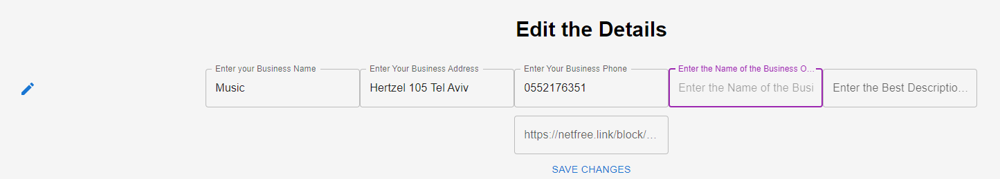 Edit the Details
Enter your Business Name
Music
Enter Your Business Address
Hertzel 105 Tel Aviv
Enter Your Business Phone
0552176351
Enter the Name of the Business O...
Enter the Name of the Busi
Enter the Best Descriptio...
https://netfree.link/block/...
SAVE CHANGES